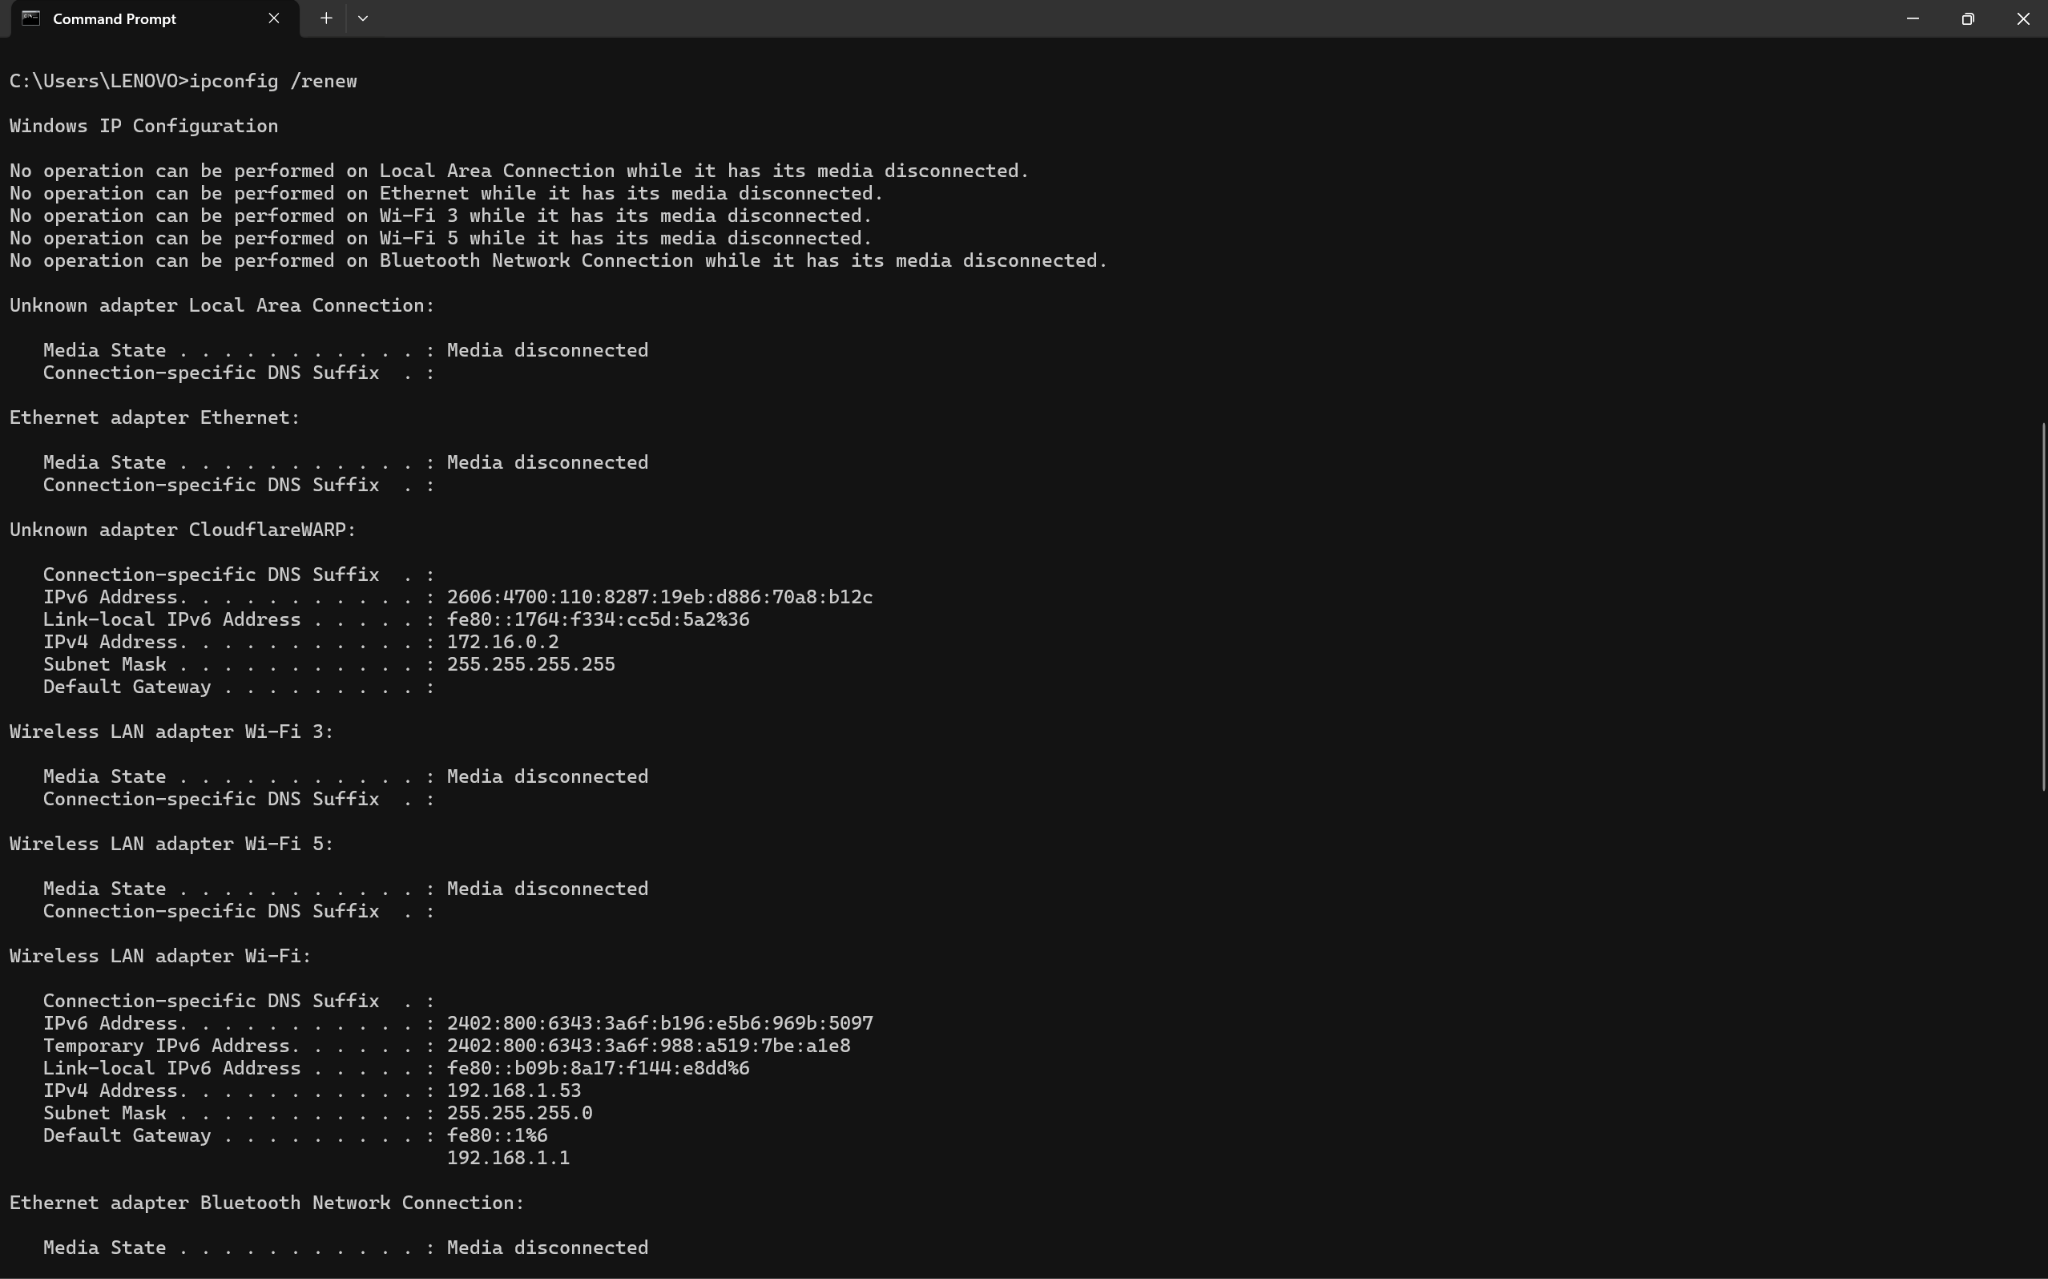 Command Prompt
C:\Users\LENOVO>ipconfig /renew
Windows IP Configuration
No operation can be performed on Local Area Connection while it has its media disconnected.
No operation can be performed on Ethernet while it has its media disconnected.
No operation can be performed on Wi-Fi 3 while it has its media disconnected.
No operation can be performed on Wi-Fi 5 while it has its media disconnected.
No operation can be performed on Bluetooth Network Connection while it has its media disconnected.
Unknown adapter Local Area Connection:
   Media State . . . . . . . . . . . : Media disconnected
   Connection-specific DNS Suffix  . :
Ethernet adapter Ethernet:
   Media State . . . . . . . . . . . : Media disconnected
   Connection-specific DNS Suffix  . :
Unknown adapter CloudflareWARP:
   Connection-specific DNS Suffix  . :
   IPv6 Address. . . . . . . . . . . : 2606:4700:110:8287:19eb:d886:70a8:b12c
   Link-local IPv6 Address . . . . . : fe80::1764:f334:cc5d:5a2%36
   IPv4 Address. . . . . . . . . . . : 172.16.0.2
   Subnet Mask . . . . . . . . . . . : 255.255.255.255
   Default Gateway . . . . . . . . . :
Wireless LAN adapter Wi-Fi 3:
   Media State . . . . . . . . . . . : Media disconnected
   Connection-specific DNS Suffix  . :
Wireless LAN adapter Wi-Fi 5:
   Media State . . . . . . . . . . . : Media disconnected
   Connection-specific DNS Suffix  . :
Wireless LAN adapter Wi-Fi:
   Connection-specific DNS Suffix  . :
   IPv6 Address. . . . . . . . . . . : 2402:800:6343:3a6f:b196:e5b6:969b:5097
   Temporary IPv6 Address. . . . . . : 2402:800:6343:3a6f:988:a519:7be:a1e8
   Link-local IPv6 Address . . . . . : fe80::b09b:8a17:f144:e8dd%6
   IPv4 Address. . . . . . . . . . . : 192.168.1.53
   Subnet Mask . . . . . . . . . . . : 255.255.255.0
   Default Gateway . . . . . . . . . : fe80::1%6
                                       192.168.1.1
Ethernet adapter Bluetooth Network Connection:
   Media State . . . . . . . . . . . : Media disconnected